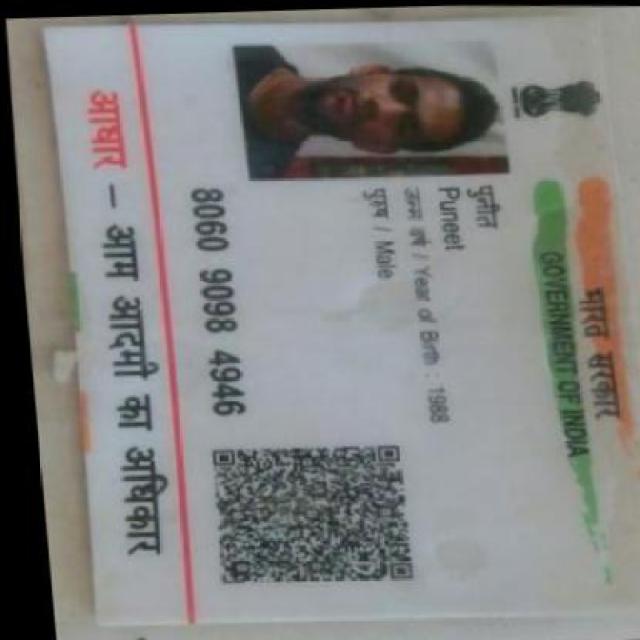 भारत सरकार
GOVERNMENT OF INDIA
पुनीत
Puneet
जन्म वर्ष / Year of Birth : 1988
पुरुष / Male
8060 9098 4946
आधार – आम आदमी का अधिकार